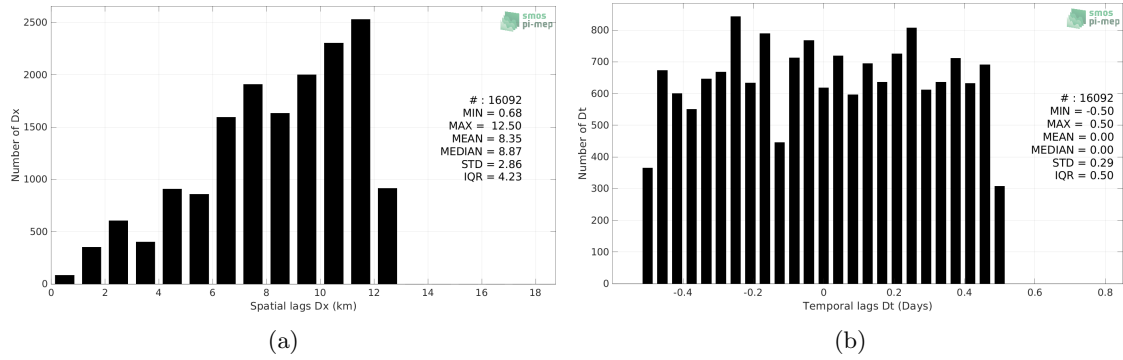 smos
pi-mep
2500
2000
1500
1000
500
0
Number of Dx
# : 16092
MIN = 0.68
MAX = 12.50
MEAN = 8.35
MEDIAN = 8.87
STD = 2.86
IQR = 4.23
0 2 4 6 8 10 12 14 16 18
Spatial lags Dx (km)
(a)
smos
pi-mep
800
700
600
500
400
300
200
100
0
Number of Dt
# : 16092
MIN = -0.50
MAX = 0.50
MEAN = 0.00
MEDIAN = 0.00
STD = 0.29
IQR = 0.50
-0.4 -0.2 0 0.2 0.4 0.6 0.8
Temporal lags Dt (Days)
(b)